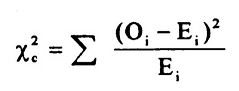 χ²c = ∑ (Oi − Ei)² / Ei